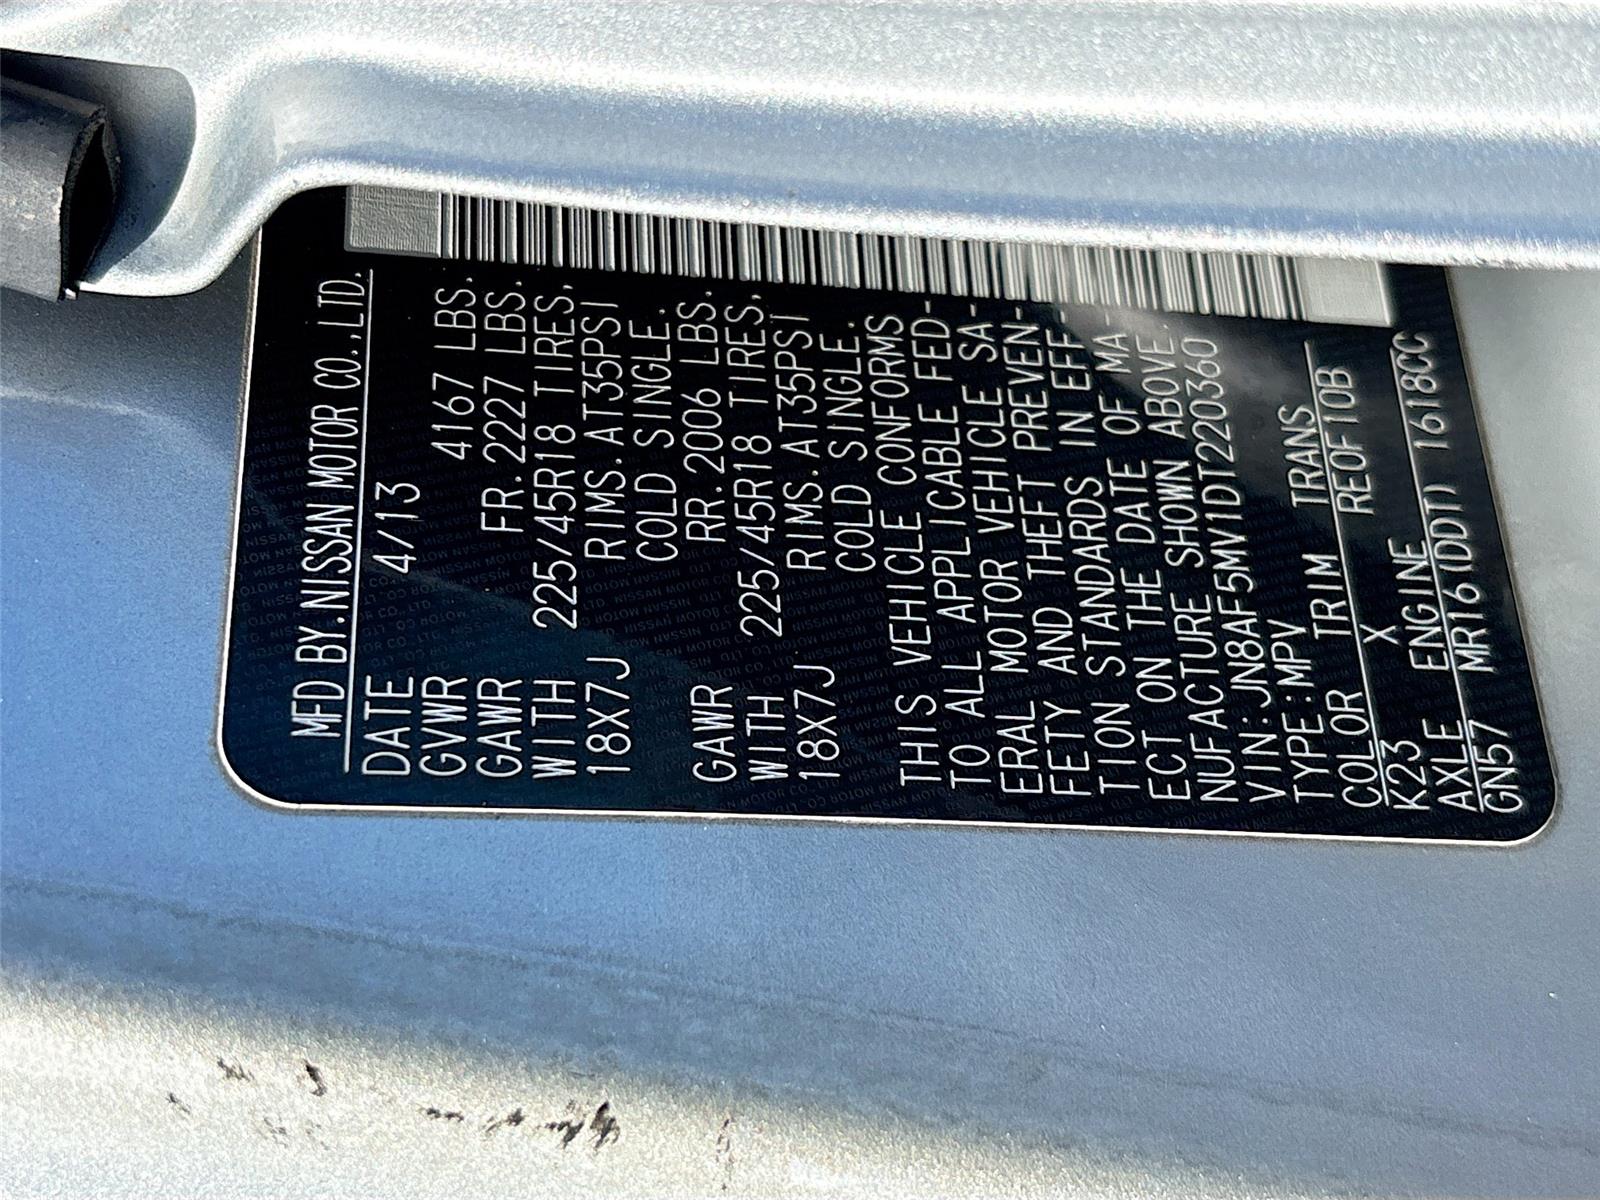 MFD BY.NISSAN MOTOR CO.,LTD.
DATE 4/13
GVWR 4167 LBS.
GAWR FR.2227 LBS.
WITH 225/45R18 TIRES.
18X7J RIMS.AT35PSI
COLD SINGLE.
GAWR RR.2006 LBS.
WITH 225/45R18 TIRES.
18X7J RIMS.AT35PSI
COLD SINGLE.
THIS VEHICLE CONFORMS
TO ALL APPLICABLE FED-
ERAL MOTOR VEHICLE SA-
FETY AND THEFT PREVEN-
TION STANDARDS IN EFF-
ECT ON THE DATE OF MA-
NUFACTURE SHOWN ABOVE.
VIN:JN8AF5MV1DT220360
TYPE:MPV
COLOR TRIM TRANS
K23 X RE0F10B
AXLE ENGINE
GN57 MR16(DDT) 1618CC